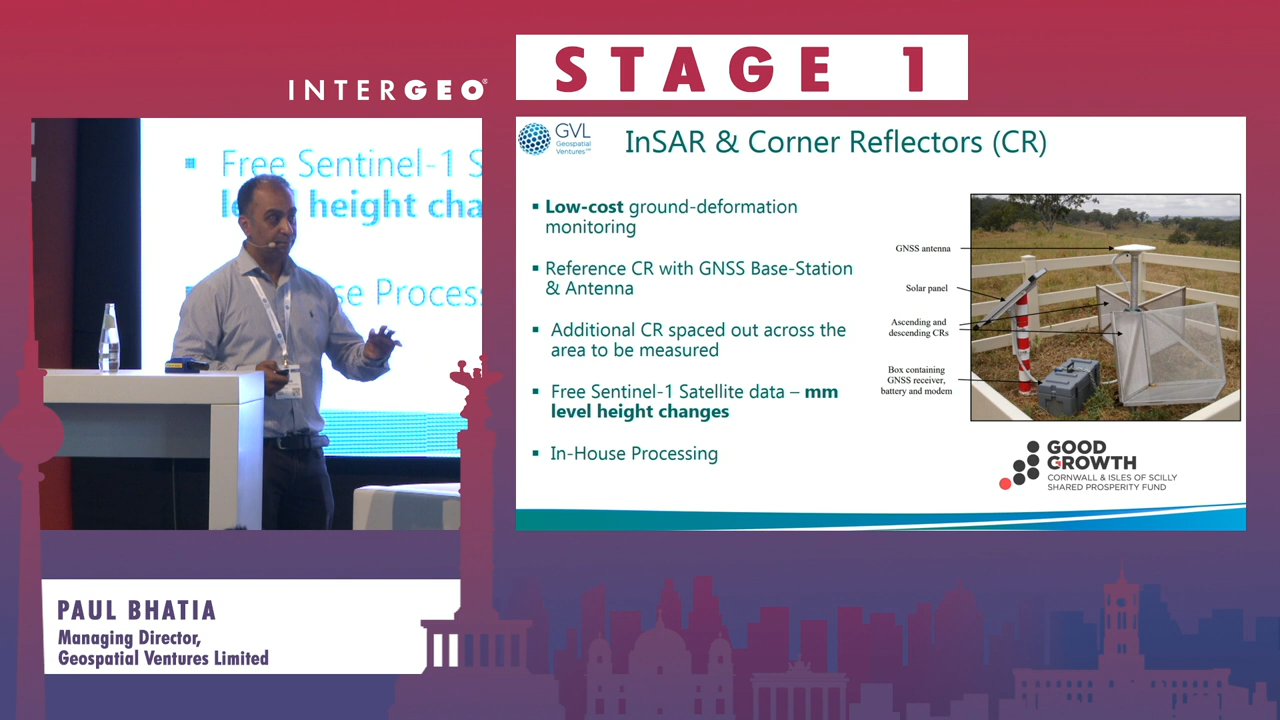 INTERGEO®
STAGE 1
Free Sentinel-1 S
level height cha
se Process
GVL
Geospatial
Ventures
InSAR & Corner Reflectors (CR)
▪ Low-cost ground-deformation
monitoring
▪ Reference CR with GNSS Base-Station
& Antenna
▪ Additional CR spaced out across the
area to be measured
▪ Free Sentinel-1 Satellite data – mm
level height changes
▪ In-House Processing
GNSS antenna
Solar panel
Ascending and
descending CRs
Box containing
GNSS receiver,
battery and modem
GOOD
GROWTH
CORNWALL & ISLES OF SCILLY
SHARED PROSPERITY FUND
PAUL BHATIA
Managing Director,
Geospatial Ventures Limited